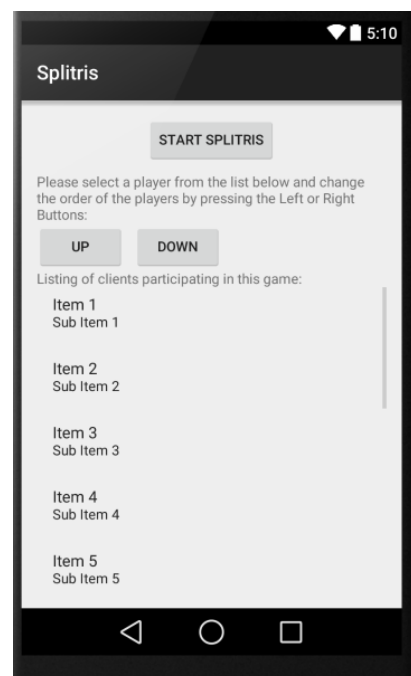 5:10
Splitris
START SPLITRIS
Please select a player from the list below and change
the order of the players by pressing the Left or Right
Buttons:
UP DOWN
Listing of clients participating in this game:
Item 1
Sub Item 1
Item 2
Sub Item 2
Item 3
Sub Item 3
Item 4
Sub Item 4
Item 5
Sub Item 5